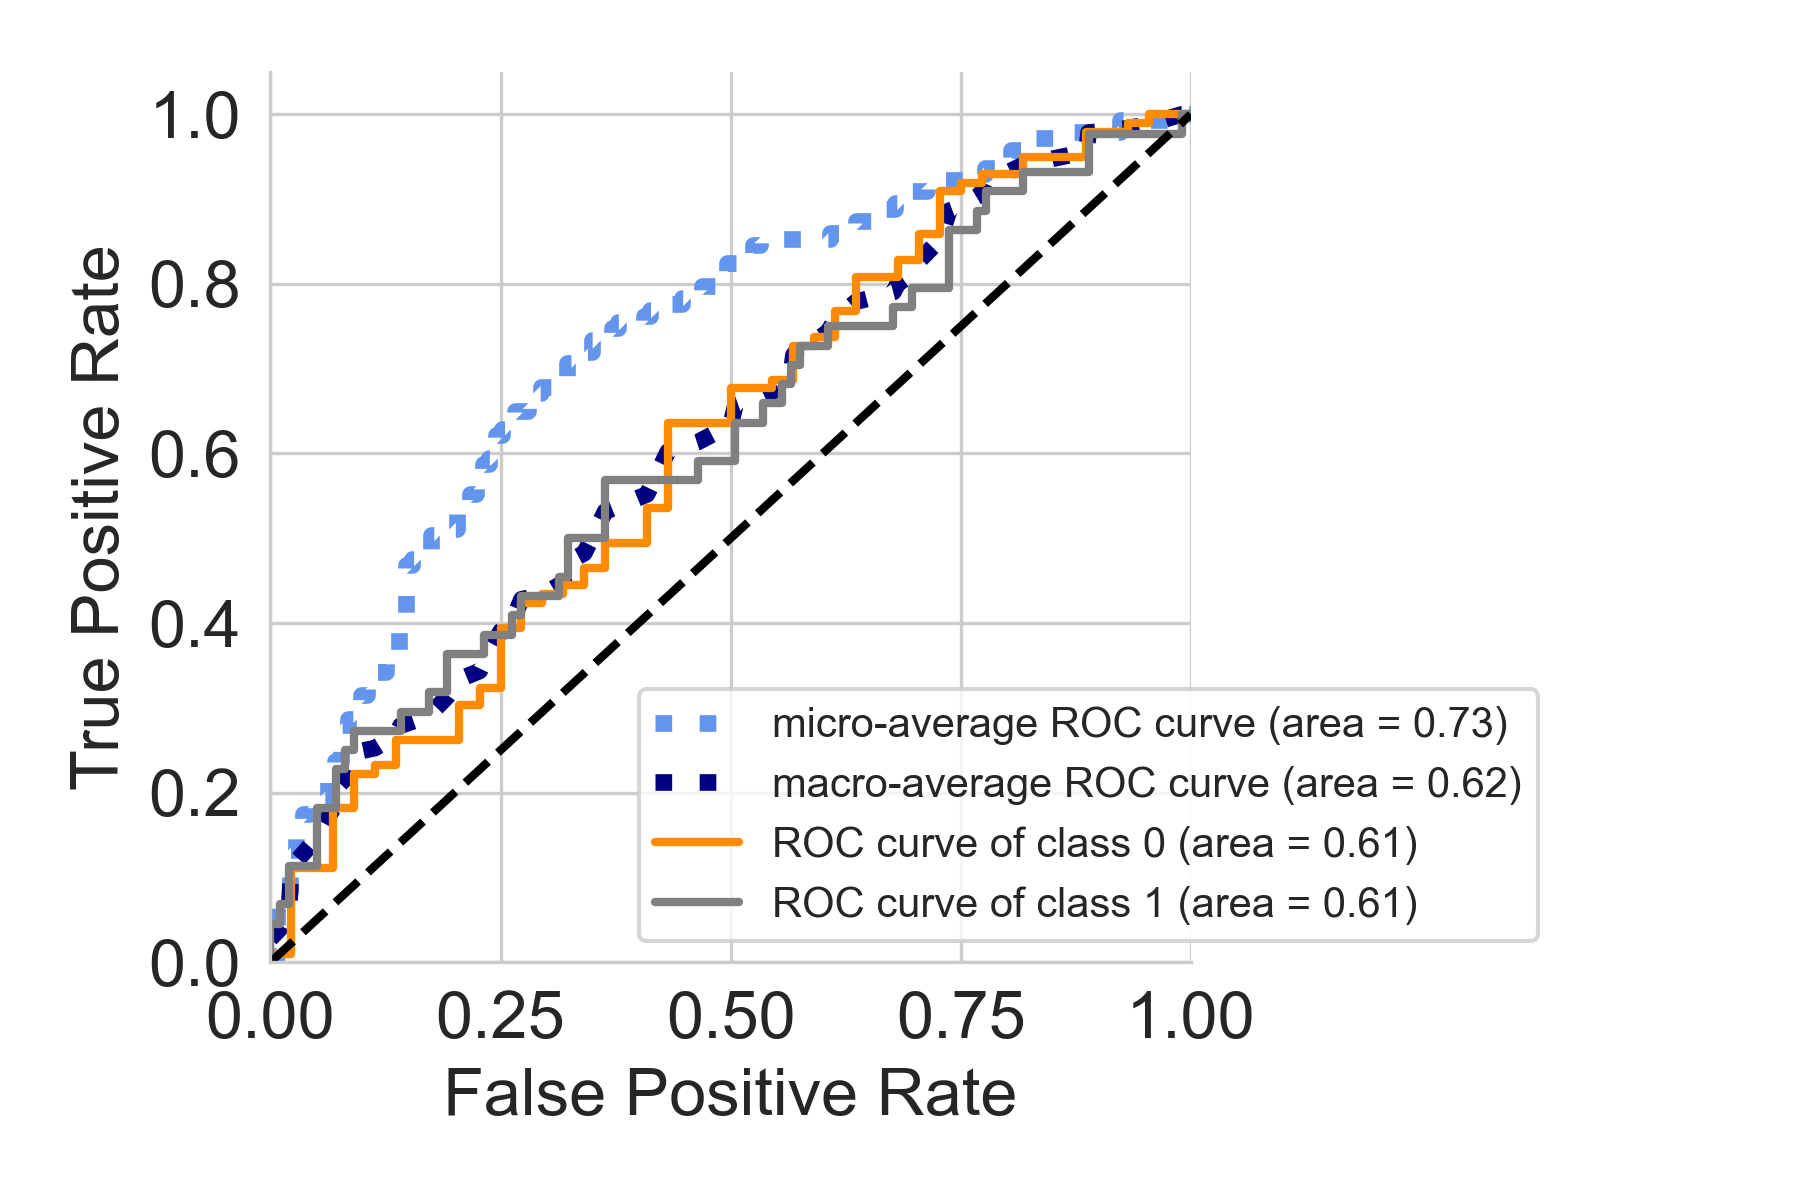 True Positive Rate
1.0
0.8
0.6
0.4
0.2
0.0
0.00 0.25 0.50 0.75 1.00
False Positive Rate
micro-average ROC curve (area = 0.73)
macro-average ROC curve (area = 0.62)
ROC curve of class 0 (area = 0.61)
ROC curve of class 1 (area = 0.61)